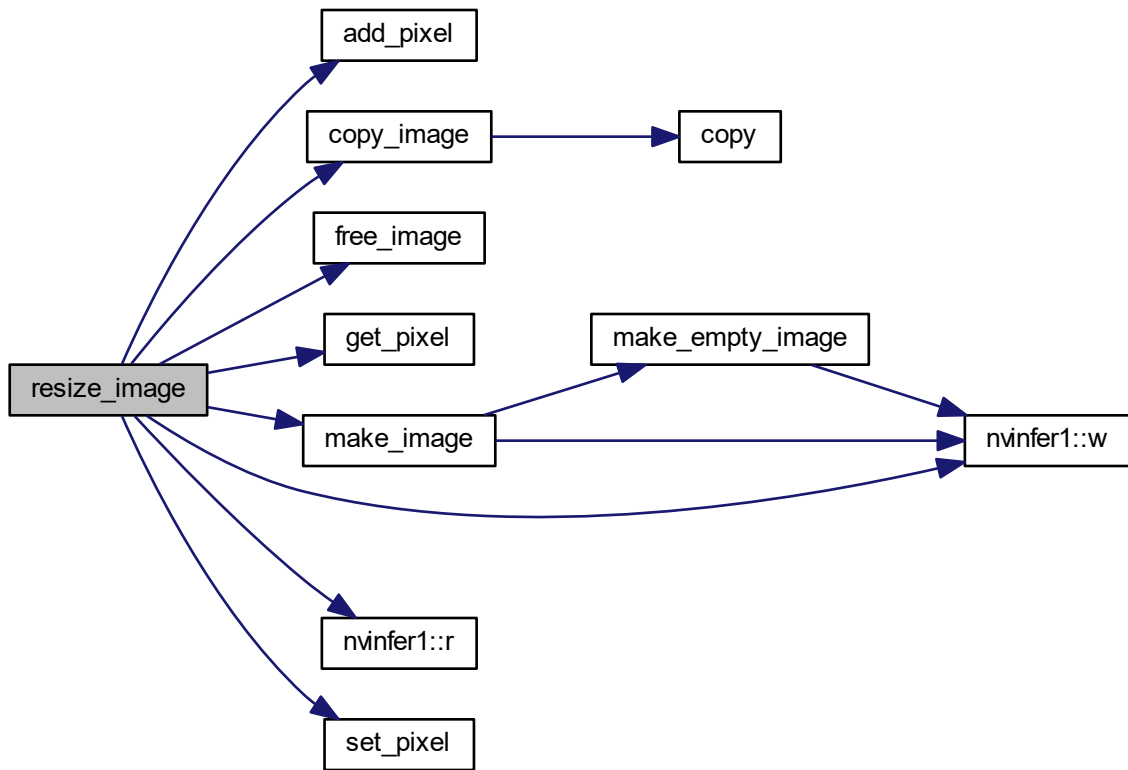 add_pixel
copy_image
copy
free_image
get_pixel
make_empty_image
resize_image
make_image
nvinfer1::w
nvinfer1::r
set_pixel